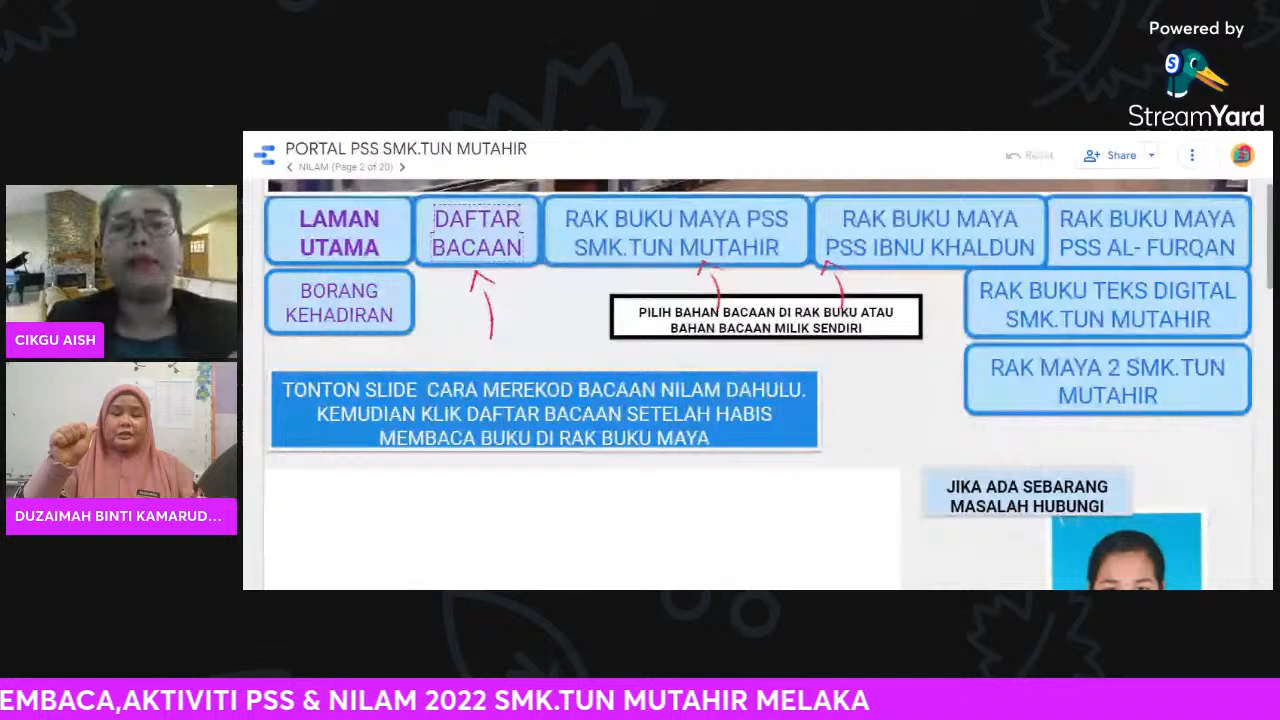 Powered by
StreamYard
PORTAL PSS SMK.TUN MUTAHIR
NILAM (Page 2 of 20)
Reset
Share
LAMAN
UTAMA
DAFTAR
BACAAN
RAK BUKU MAYA PSS
SMK.TUN MUTAHIR
RAK BUKU MAYA
PSS IBNU KHALDUN
RAK BUKU MAYA
PSS AL- FURQAN
BORANG
KEHADIRAN
PILIH BAHAN BACAAN DI RAK BUKU ATAU
BAHAN BACAAN MILIK SENDIRI
RAK BUKU TEKS DIGITAL
SMK.TUN MUTAHIR
RAK MAYA 2 SMK.TUN
MUTAHIR
TONTON SLIDE CARA MEREKOD BACAAN NILAM DAHULU.
KEMUDIAN KLIK DAFTAR BACAAN SETELAH HABIS
MEMBACA BUKU DI RAK BUKU MAYA
JIKA ADA SEBARANG
MASALAH HUBUNGI
CIKGU AISH
DUZAIMAH BINTI KAMARUD...
EMBACA,AKTIVITI PSS & NILAM 2022 SMK.TUN MUTAHIR MELAKA